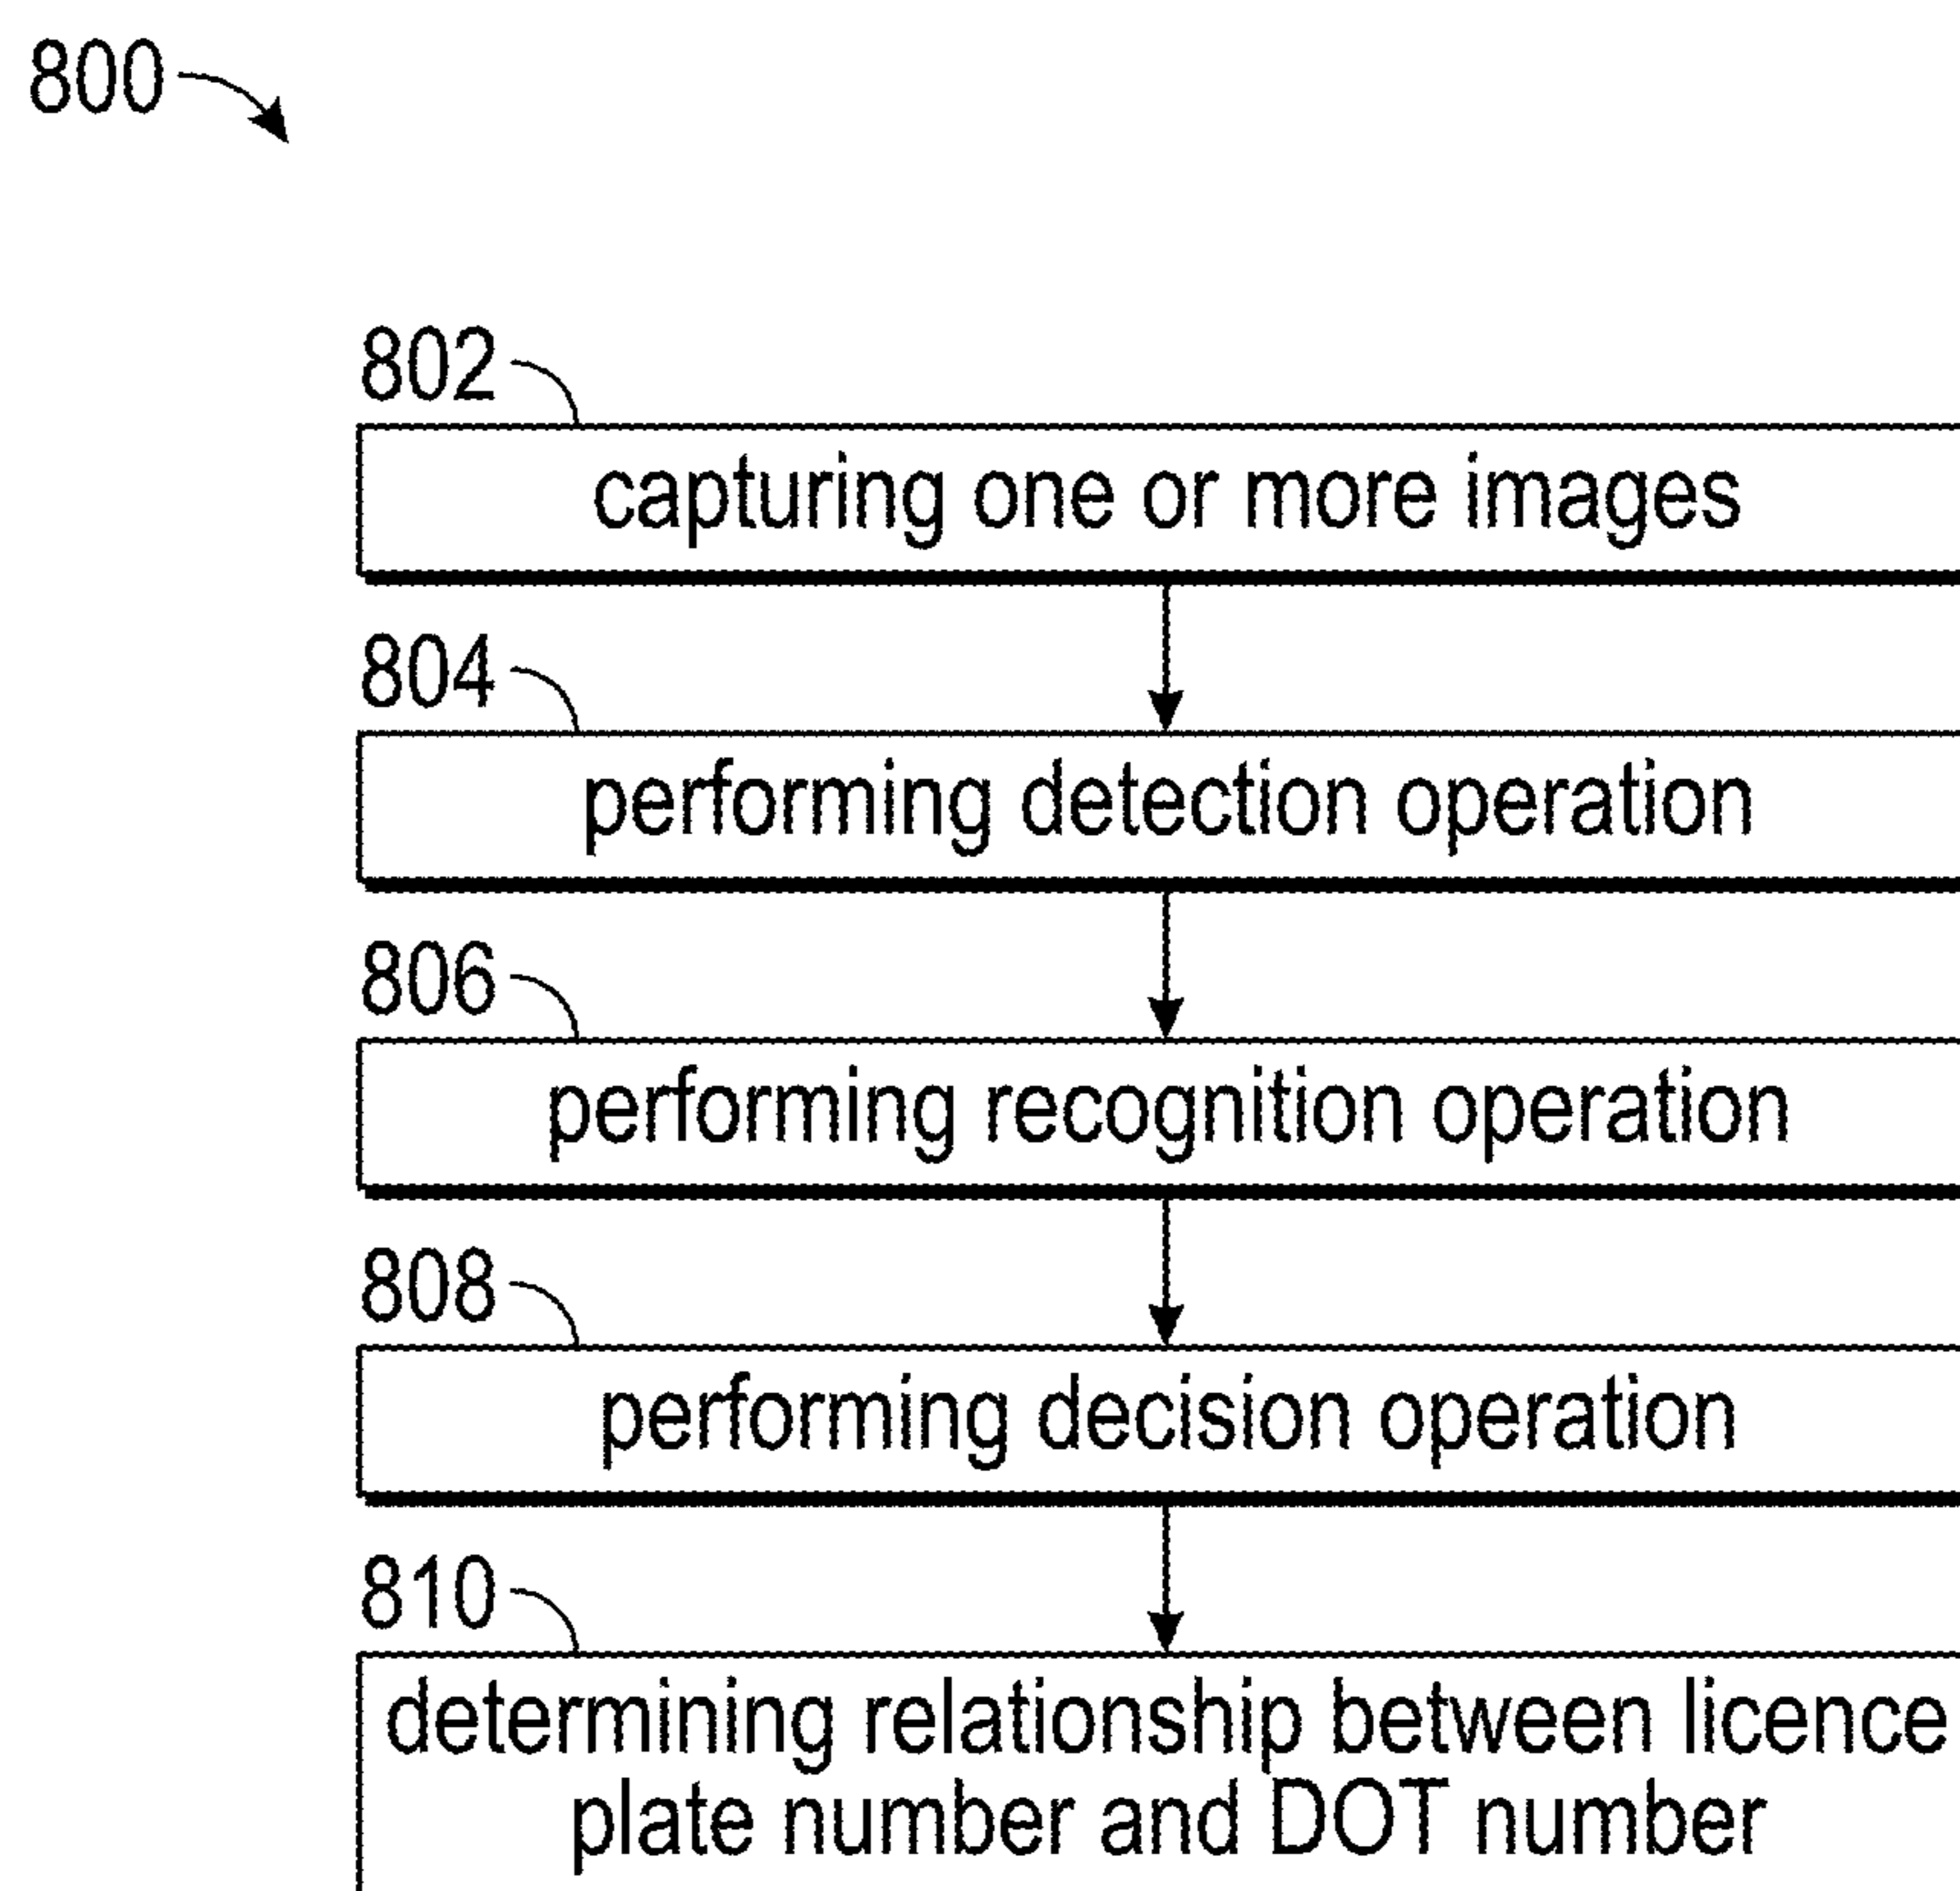 800
802
capturing one or more images
804
performing detection operation
806
performing recognition operation
808
performing decision operation
810
determining relationship between licence
plate number and DOT number